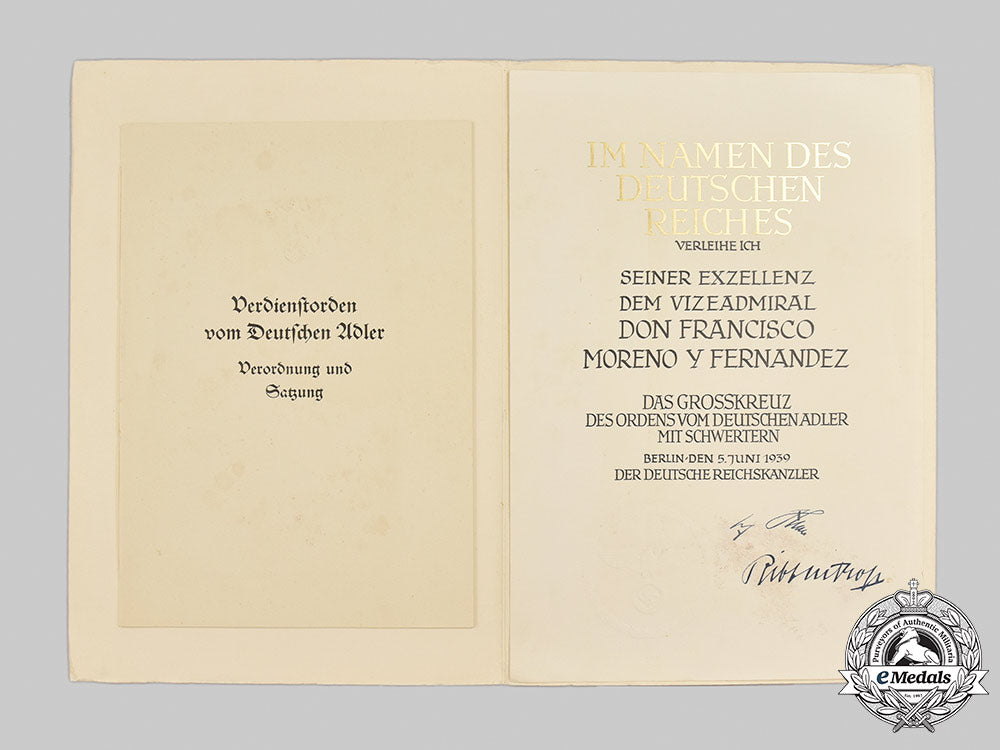 Verdienstorden
vom Deutschen Adler
Verordnung und
Satzung
IM NAMEN DES
DEUTSCHEN
REICHES
VERLEIHE ICH
SEINER EXZELLENZ
DEM VIZEADMIRAL
DON FRANCISCO
MORENO Y FERNANDEZ
DAS GROSSKREUZ
DES ORDENS VOM DEUTSCHEN ADLER
MIT SCHWERTERN
BERLIN·DEN 5. JUNI 1939
DER DEUTSCHE REICHSKANZLER
Ribbentrop
Purveyors of Authentic Militaria
eMedals